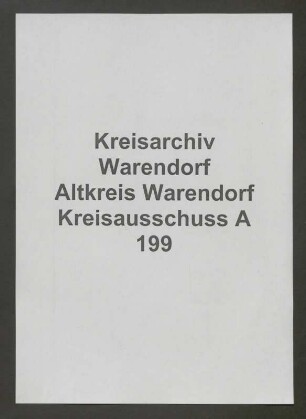 Kreisarchiv
Warendorf
Altkreis Warendorf
Kreisausschuss A
199